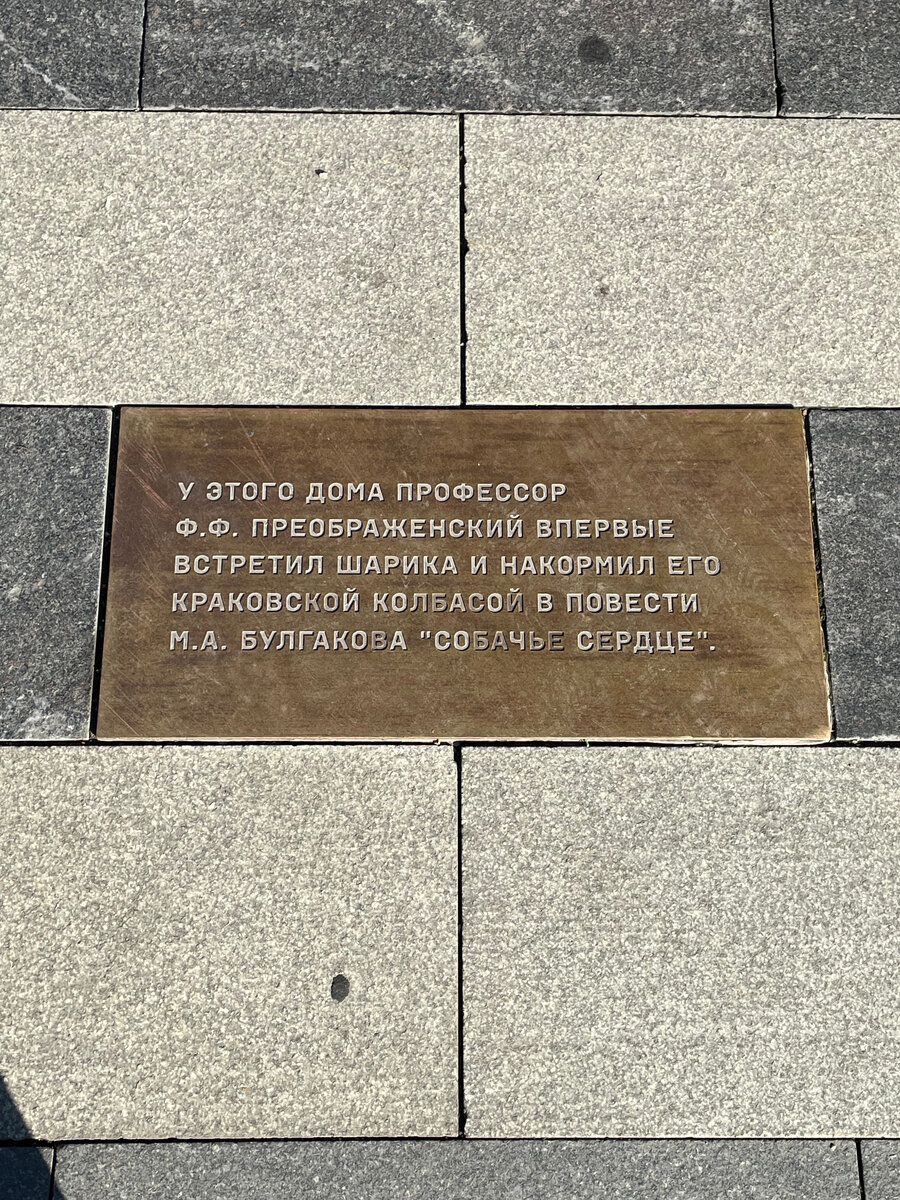 У ЭТОГО ДОМА ПРОФЕССОР
Ф.Ф. ПРЕОБРАЖЕНСКИЙ ВПЕРВЫЕ
ВСТРЕТИЛ ШАРИКА И НАКОРМИЛ ЕГО
КРАКОВСКОЙ КОЛБАСОЙ В ПОВЕСТИ
М.А. БУЛГАКОВА "СОБАЧЬЕ СЕРДЦЕ".